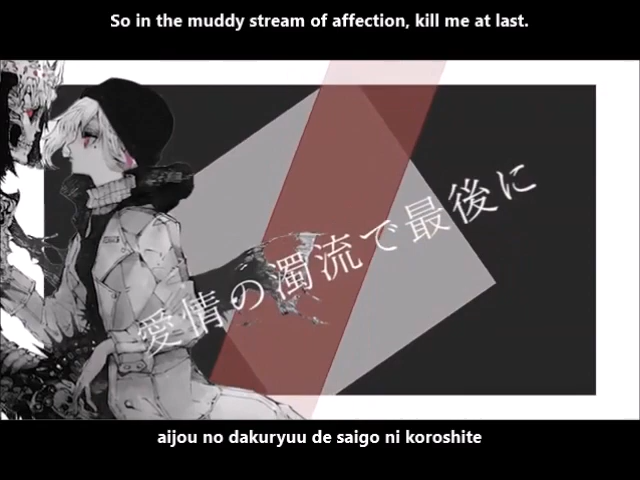 So in the muddy stream of affection, kill me at last.
愛情の濁流で最後に
aijou no dakuryuu de saigo ni koroshite